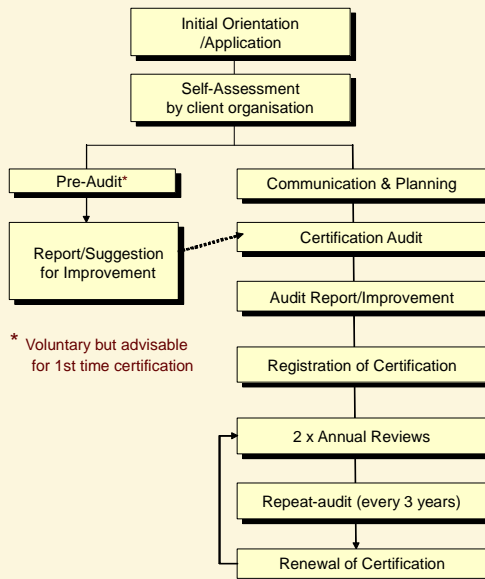 Initial Orientation
/Application
Self-Assessment
by client organisation
Pre-Audit*
Report/Suggestion
for Improvement
* Voluntary but advisable
for 1st time certification
Communication & Planning
Certification Audit
Audit Report/Improvement
Registration of Certification
2 x Annual Reviews
Repeat-audit (every 3 years)
Renewal of Certification